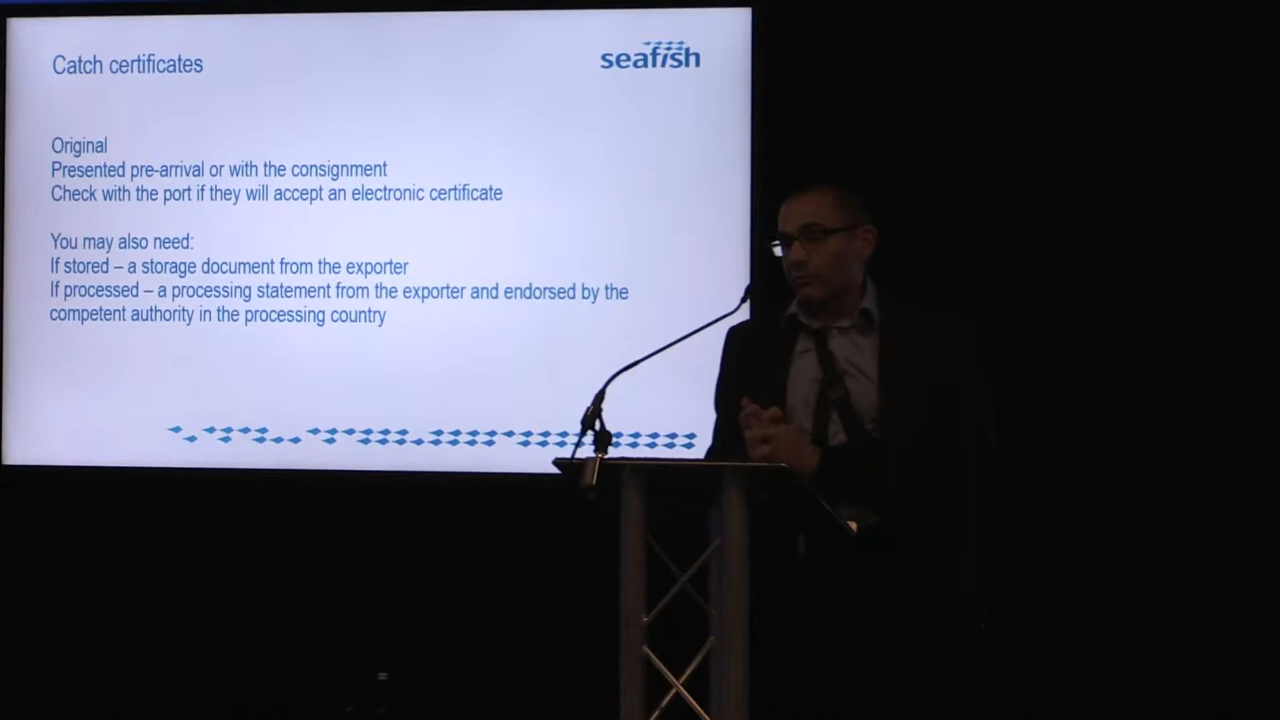 Catch certificates
seafish
Original
Presented pre-arrival or with the consignment
Check with the port if they will accept an electronic certificate
You may also need:
If stored – a storage document from the exporter
If processed – a processing statement from the exporter and endorsed by the
competent authority in the processing country